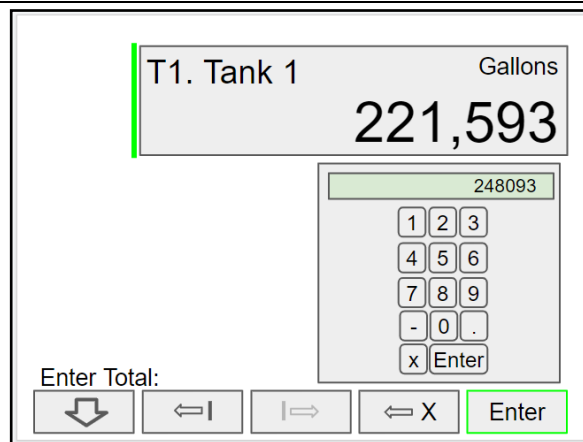 T1. Tank 1 Gallons
221,593
248093
1 2 3
4 5 6
7 8 9
- 0 .
x Enter
Enter Total:
X Enter